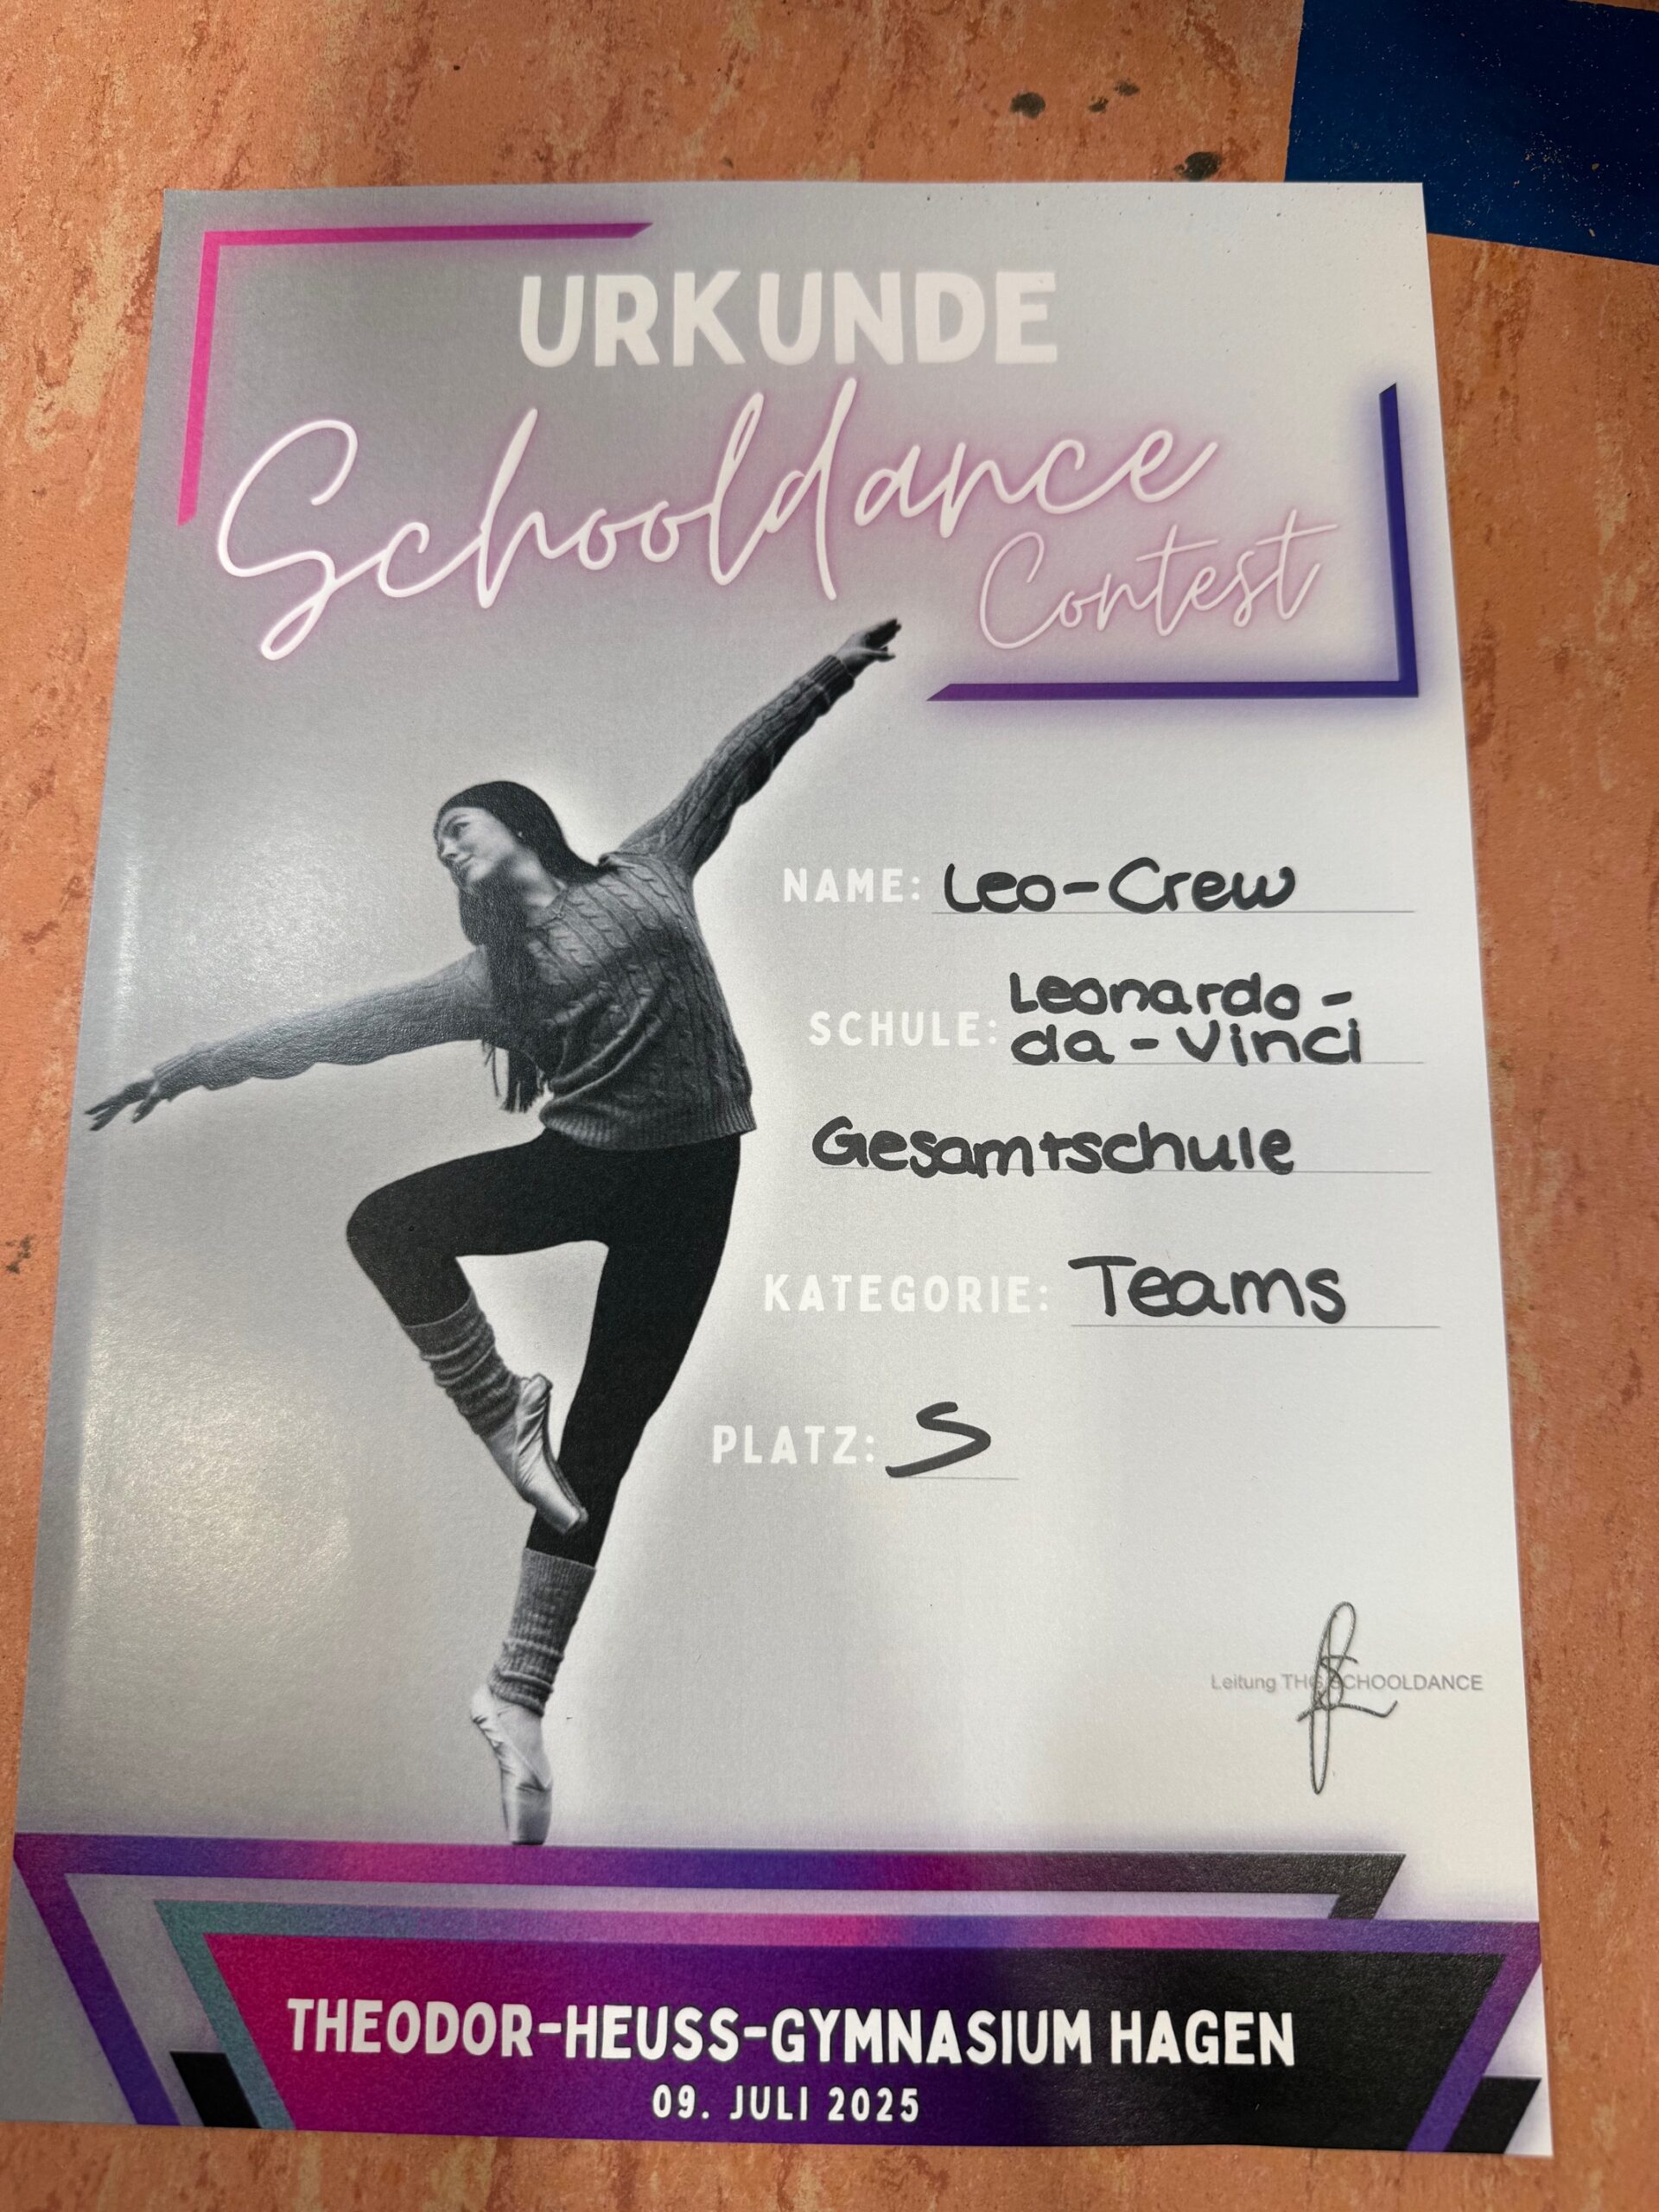 URKUNDE
Schooldance
Contest
NAME: Leo-Crew
SCHULE: Leonardo-
da-Vinci
Gesamtschule
KATEGORIE: Teams
PLATZ: 5
Leitung THG SCHOOLDANCE
THEODOR-HEUSS-GYMNASIUM HAGEN
09. JULI 2025